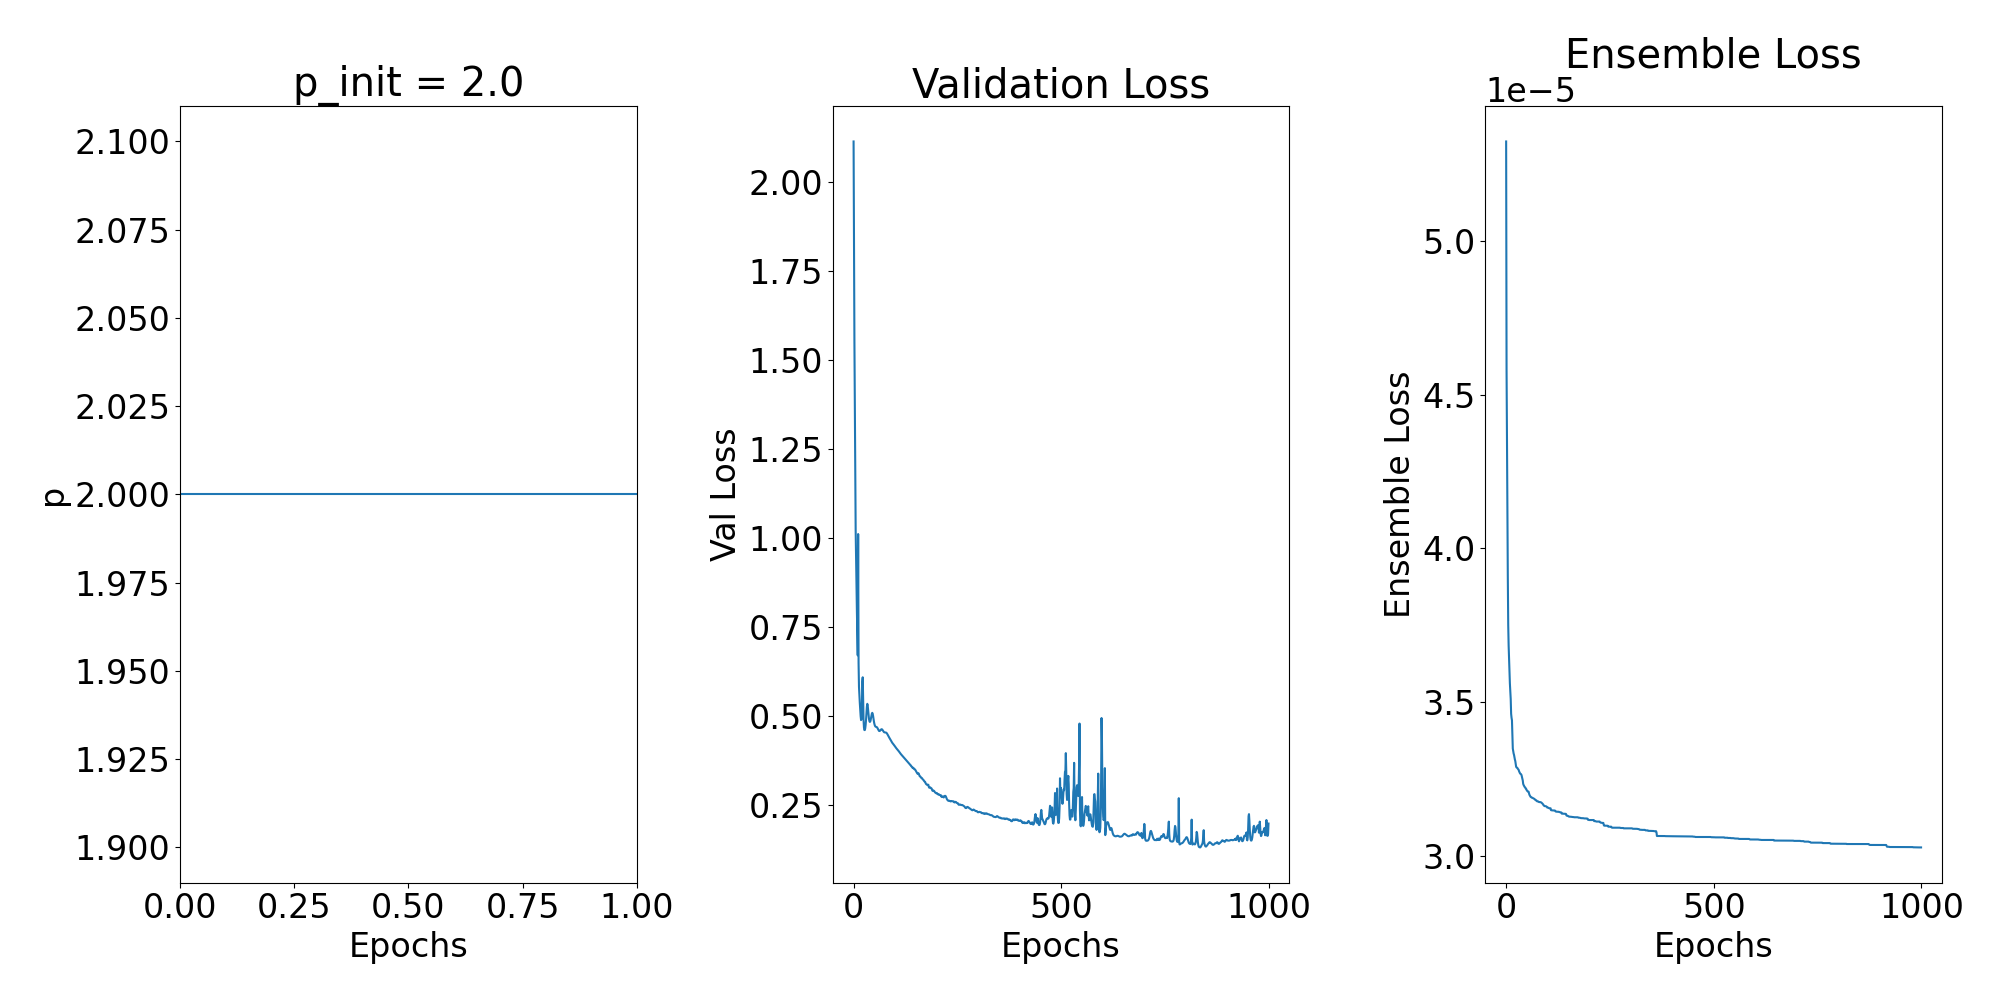 p_init = 2.0
2.100
2.075
2.050
2.025
2.000
1.975
1.950
1.925
1.900
p
0.00 0.25 0.50 0.75 1.00
Epochs
Validation Loss
2.00
1.75
1.50
1.25
1.00
0.75
0.50
0.25
Val Loss
0 500 1000
Epochs
Ensemble Loss
1e−5
5.0
4.5
4.0
3.5
3.0
Ensemble Loss
0 500 1000
Epochs